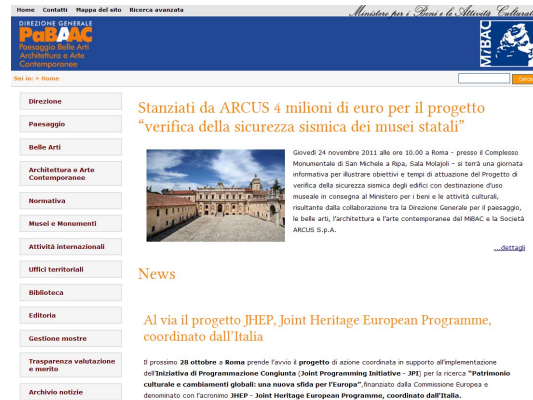 Home Contatti Mappa del sito Ricerca avanzata
Ministero per i Beni e le Attività Culturali
DIREZIONE GENERALE
PaBAAC
Paesaggio Belle Arti
Architettura e Arte
Contemporanee
MiBAC
Sei in: > Home
Cerca
Direzione
Paesaggio
Belle Arti
Architettura e Arte
Contemporanee
Normativa
Musei e Monumenti
Attività internazionali
Uffici territoriali
Biblioteca
Editoria
Gestione mostre
Trasparenza valutazione
e merito
Archivio notizie
Stanziati da ARCUS 4 milioni di euro per il progetto
“verifica della sicurezza sismica dei musei statali”
Giovedì 24 novembre 2011 alle ore 10.00 a Roma - presso il Complesso
Monumentale di San Michele a Ripa, Sala Molajoli – si terrà una giornata
informativa per illustrare obiettivi e tempi di attuazione del Progetto di
verifica della sicurezza sismica degli edifici con destinazione d'uso
museale in consegna al Ministero per i beni e le attività culturali,
risultante dalla collaborazione tra la Direzione Generale per il paesaggio,
le belle arti, l'architettura e l'arte contemporanee del MiBAC e la Società
ARCUS S.p.A.
...dettagli
News
Al via il progetto JHEP, Joint Heritage European Programme,
coordinato dall'Italia
Il prossimo 28 ottobre a Roma prende l'avvio il progetto di azione coordinata in supporto all'implementazione
dell'Iniziativa di Programmazione Congiunta (Joint Programming Initiative - JPI) per la ricerca "Patrimonio
culturale e cambiamenti globali: una nuova sfida per l'Europa",finanziato dalla Commissione Europea e
denominato con l'acronimo JHEP - Joint Heritage European Programme, coordinato dall'Italia.